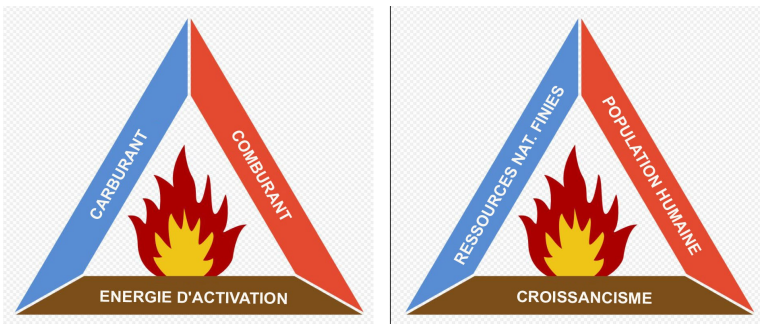 CARBURANT
COMBURANT
ENERGIE D'ACTIVATION
RESSOURCES NAT. FINIES
POPULATION HUMAINE
CROISSANCISME